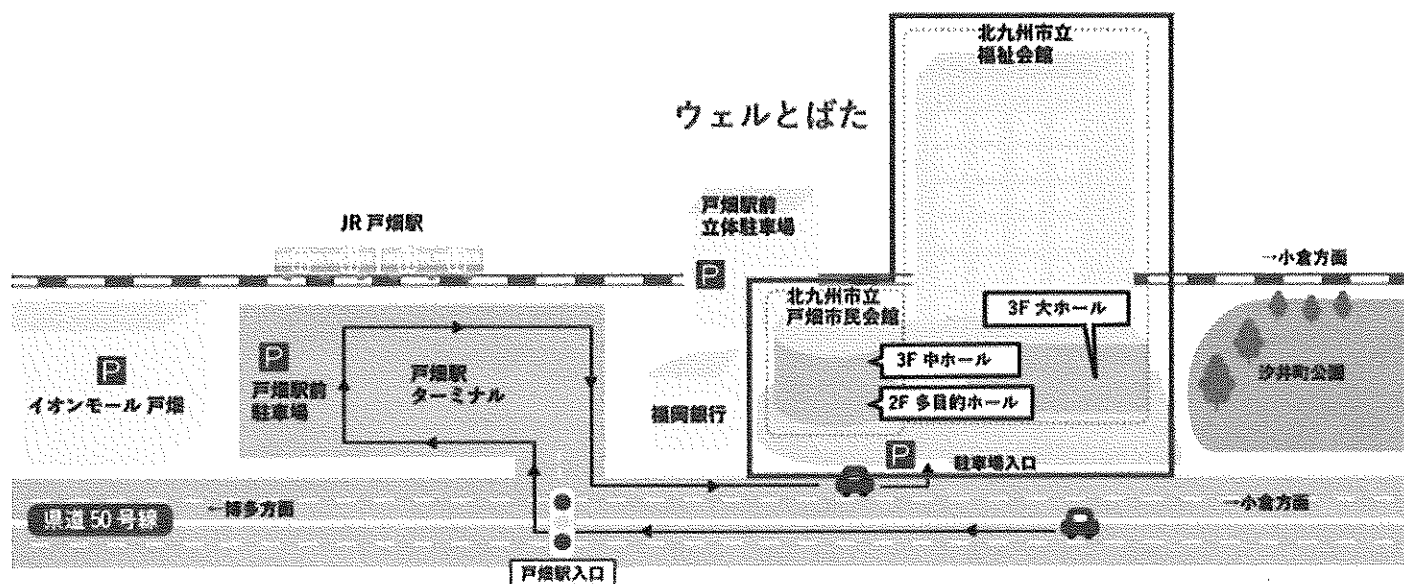 北九州市立
福祉会館
ウェルとばた
戸畑駅前
立体駐車場
JR 戸畑駅
P
→小倉方面
北九州市立
戸畑市民会館
3F 大ホール
3F 中ホール
2F 多目的ホール
P
戸畑駅前
駐車場
戸畑駅
ターミナル
P
イオンモール 戸畑
福岡銀行
汐井町公園
P
駐車場入口
県道 50 号線
←博多方面
→小倉方面
戸畑駅入口